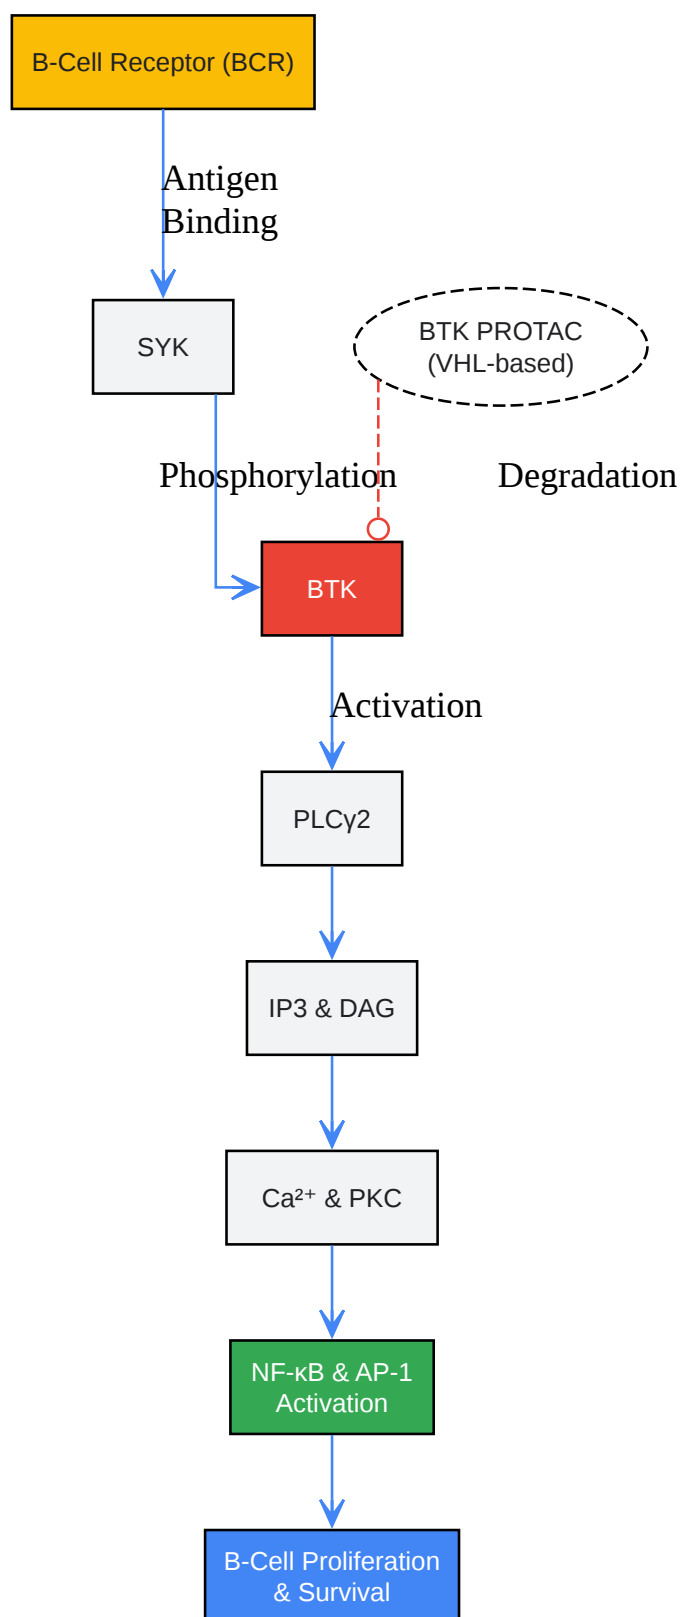 B-Cell Receptor (BCR)
Antigen
Binding
SYK
BTK PROTAC
(VHL-based)
Phosphorylation
Degradation
BTK
Activation
PLCγ2
IP3 & DAG
Ca²⁺ & PKC
NF-κB & AP-1
Activation
B-Cell Proliferation
& Survival